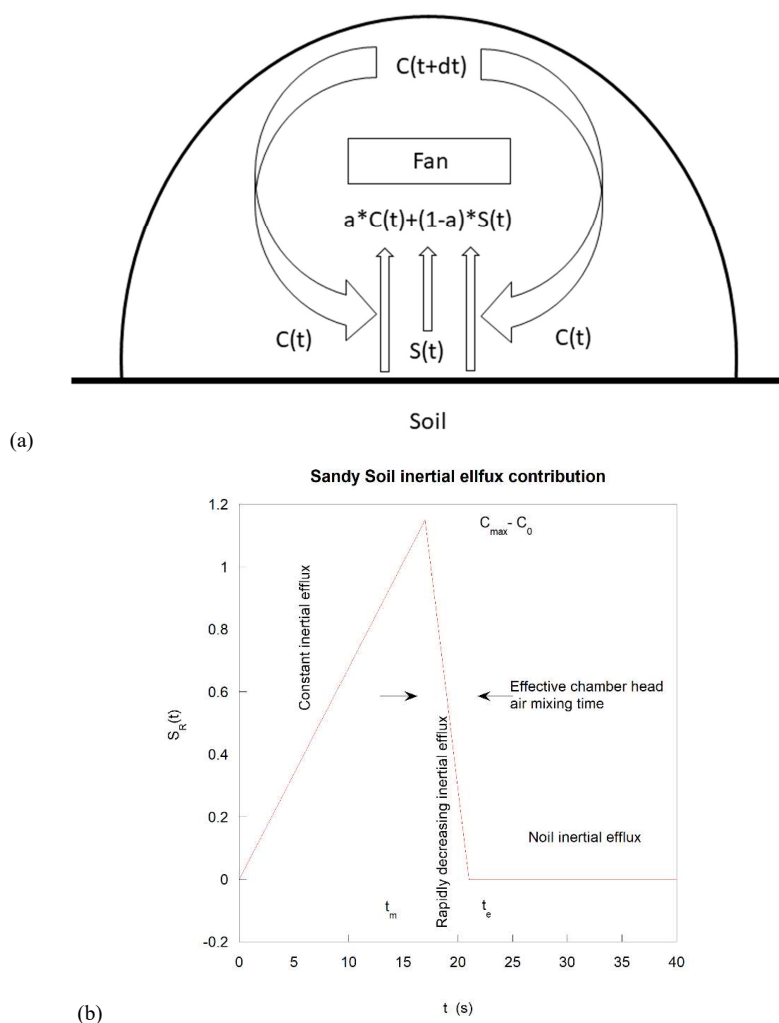 C(t+dt)
Fan
a*C(t)+(1-a)*S(t)
C(t)
S(t)
C(t)
Soil
(a)
Sandy Soil inertial ellfux contribution
1.2
1
0.8
0.6
0.4
0.2
0
-0.2
S_R(t)
C_max - C_0
Constant inertial efflux
Effective chamber head
air mixing time
Rapidly decreasing inertial efflux
Noil inertial efflux
t_m
t_e
0 5 10 15 20 25 30 35 40
t (s)
(b)